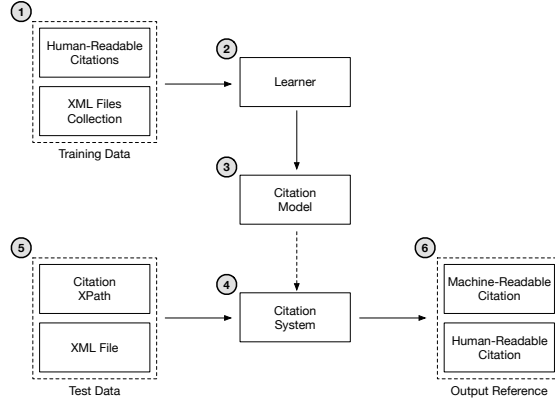 1
Human-Readable
Citations
XML Files
Collection
Training Data
2
Learner
3
Citation
Model
5
Citation
XPath
XML File
Test Data
4
Citation
System
6
Machine-Readable
Citation
Human-Readable
Citation
Output Reference